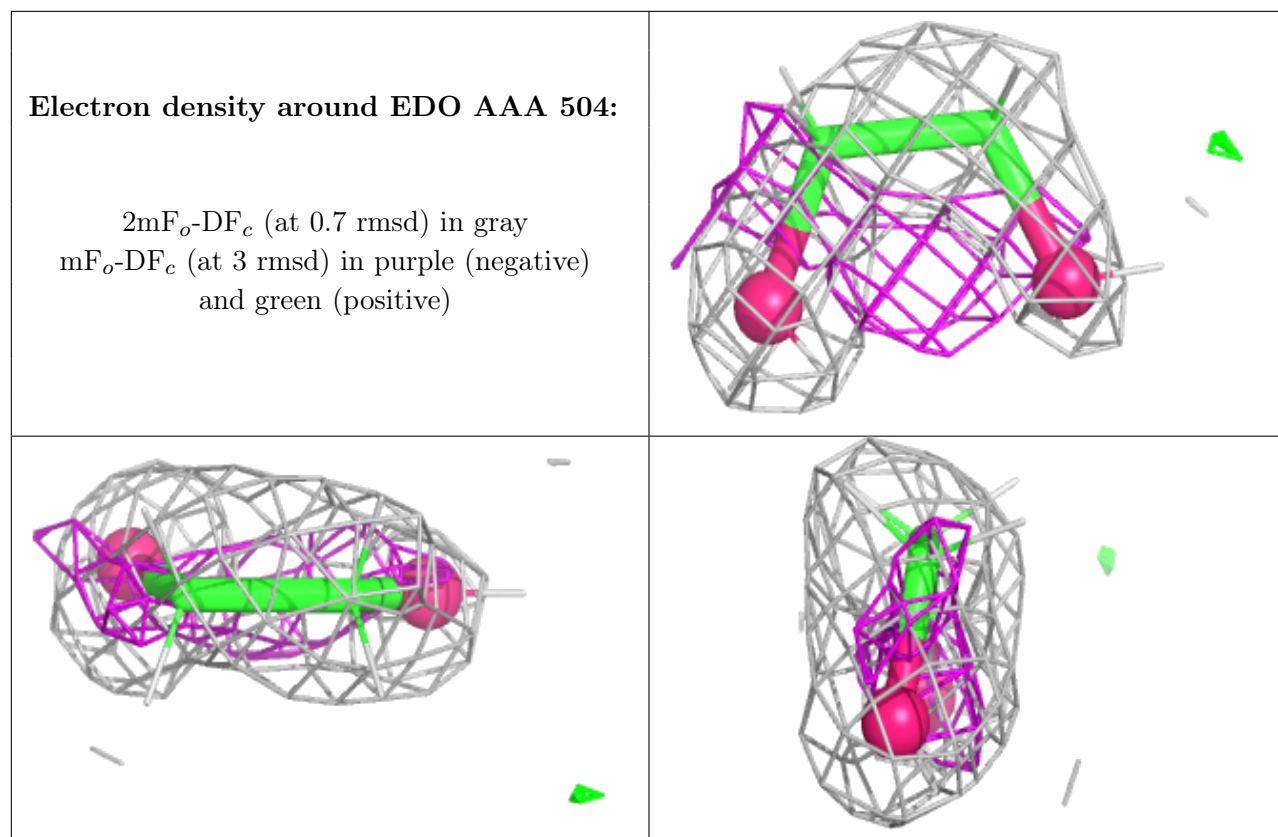 Electron density around EDO AAA 504:
2mFₒ-DF𝒸 (at 0.7 rmsd) in gray
mFₒ-DF𝒸 (at 3 rmsd) in purple (negative)
and green (positive)